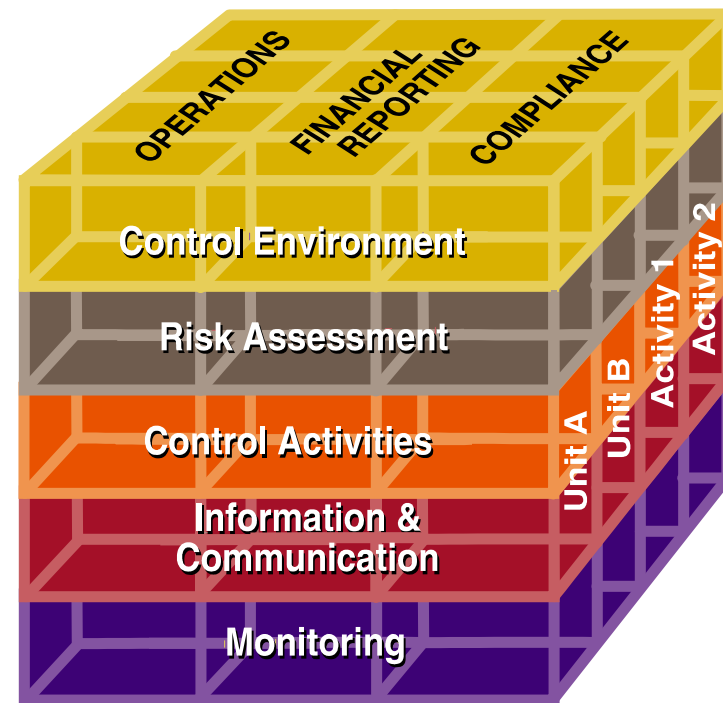 OPERATIONS
FINANCIAL
REPORTING
COMPLIANCE
Control Environment
Risk Assessment
Control Activities
Information &
Communication
Monitoring
Unit A
Unit B
Activity 1
Activity 2